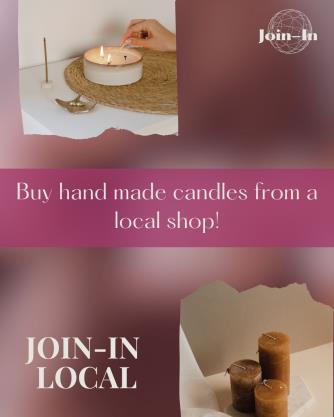 Join-In
Buy hand made candles from a
local shop!
JOIN-IN
LOCAL